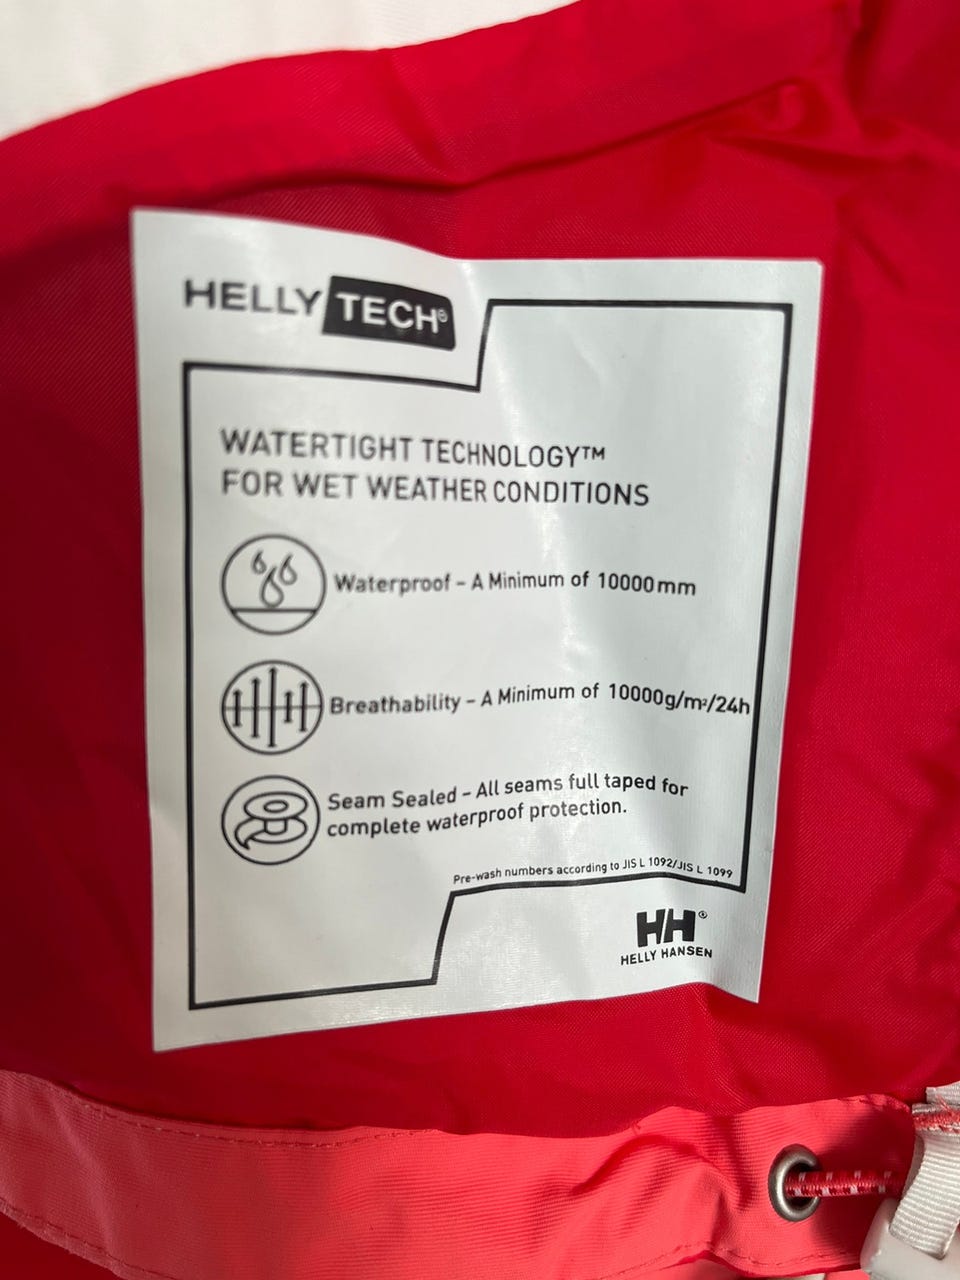 HELLY TECH®
WATERTIGHT TECHNOLOGY™
FOR WET WEATHER CONDITIONS
Waterproof – A Minimum of 10000mm
Breathability – A Minimum of 10000g/m²/24h
Seam Sealed – All seams full taped for
complete waterproof protection.
Pre-wash numbers according to JIS L 1092/JIS L 1099
HH®
HELLY HANSEN